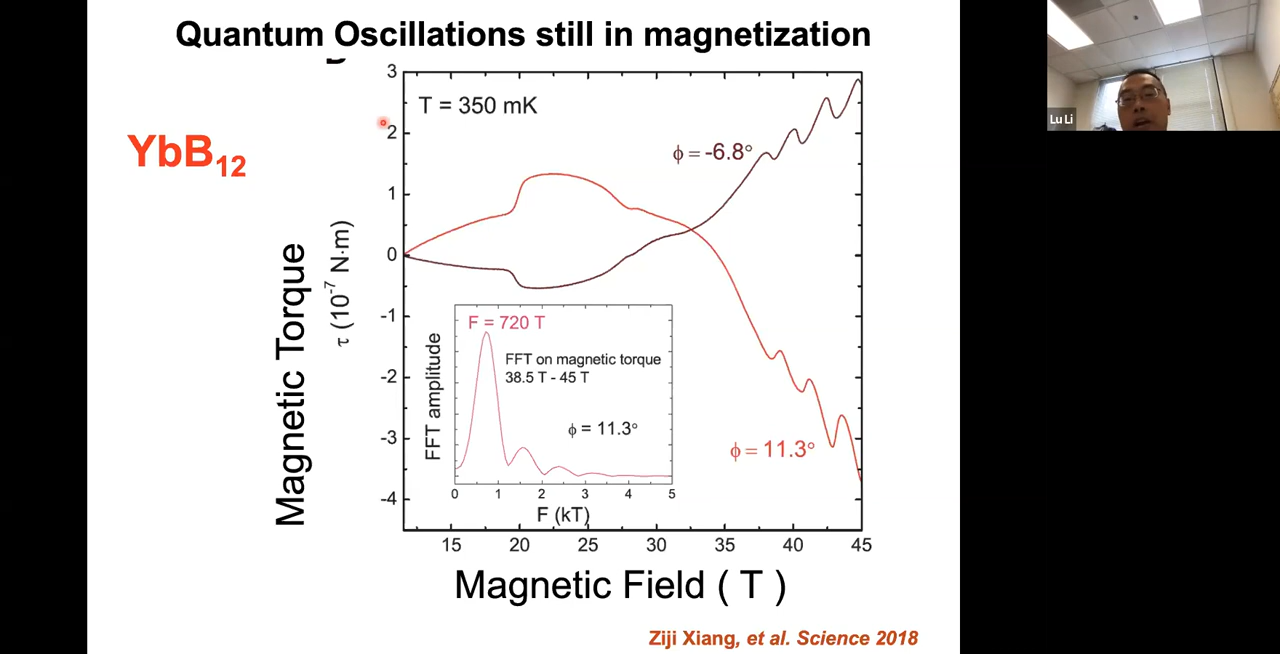 Quantum Oscillations still in magnetization
YbB12
Magnetic Torque
τ (10-7 N·m)
3
2
1
0
-1
-2
-3
-4
T = 350 mK
ϕ = -6.8°
ϕ = 11.3°
F = 720 T
FFT on magnetic torque
38.5 T - 45 T
ϕ = 11.3°
FFT amplitude
0 1 2 3 4 5
F (kT)
15 20 25 30 35 40 45
Magnetic Field ( T )
Ziji Xiang, et al. Science 2018
Lu Li